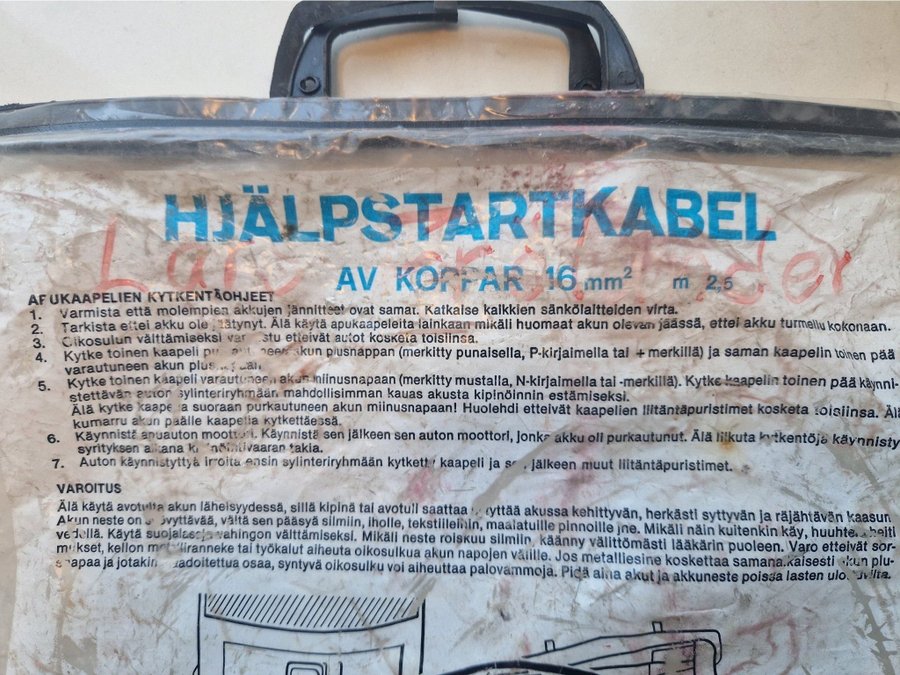 HJÄLPSTARTKABEL
AV KOPPAR 16 mm² m 2,5
KYTKENTÄOHJEET
1. Varmista että molempien akkujen jännitteet ovat samat. Katkaise kaikkien sänkölaitteiden virta.
2. Tarkista ettei akku ole jäätynyt. Älä käytä apukaapeleita lainkaan mikäli huomaat akun olevan jäässä, ettei akku turmellu kokonaan.
3. Oikosulun välttämiseksi varmistu etteivät autot kosketa toisiinsa.
4. Kytke toinen kaapeli akun plusnappaan (merkitty punaisella, P-kirjaimella tai + merkillä) ja saman kaapelin toinen pää
varautuneen akun
5. Kytke toinen kaapeli varautuneen akun miinusnapaan (merkitty mustalla, N-kirjaimella tai -merkillä). Kytke kaapelin toinen pää käynni-
stettävän auton sylinteriryhmään mahdollisimman kauas akusta kipinöinnin estämiseksi.
Älä kytke kaapelia suoraan purkautuneen akun miinusnapaan! Huolehdi etteivät kaapelien liitäntäpuristimet kosketa toisiinsa. Älä
kumarru akun päälle kaapelia kytkettäessä.
6. Käynnistä apuauton moottori. Käynnistä sen jälkeen sen auton moottori, jonka akku oli purkautunut. Älä liikuta kytkentöjä käynnisty
syrityksen aikana kipinöintivaaran takia.
7. Auton käynnistyttyä irroita ensin sylinteriryhmään kytketty kaapeli ja sen jälkeen muut liitäntäpuristimet.
VAROITUS
Älä käytä avotulta akun läheisyydessä, sillä kipinä tai avotuli saattaa sytyttää akussa kehittyvän, herkästi syttyvän ja räjähtävän kaasun
Akun neste on syövyttävää, vältä sen pääsyä silmiin, iholle, tekstiileihin, maalatuille pinnoille jne. Mikäli näin kuitenkin käy, huuhtele heti
vedellä. Käytä suojalaseja vahingon välttämiseksi. Mikäli neste roiskuu silmiin, käänny välittömästi lääkärin puoleen. Varo etteivät sor-
mukset, kellon metalliranneke tai työkalut aiheuta oikosulkua akun napojen välille. Jos metalliesine koskettaa samanaikaisesti akun plu-
snapaa ja jotakin maadoitettua osaa, syntyvä oikosulku voi aiheuttaa palovammoja. Pidä aina akut ja akkuneste poissa lasten ulottuvilta.